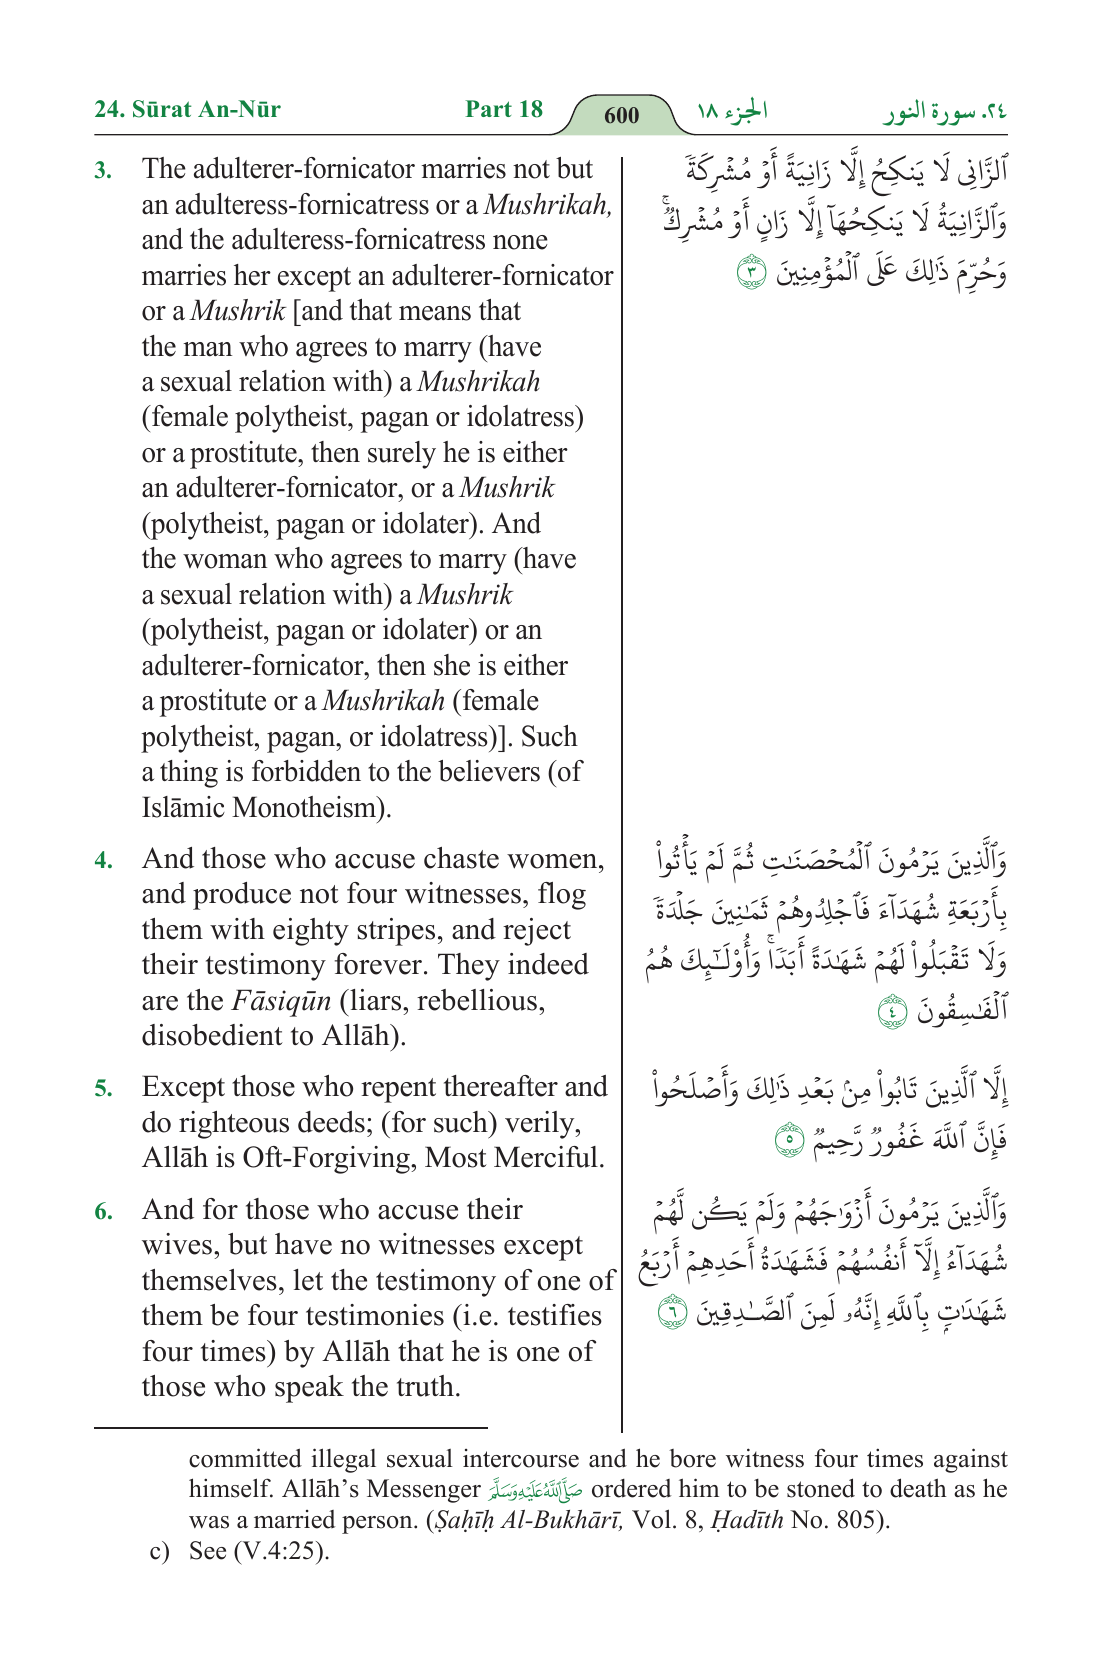 24. Sūrat An-Nūr Part 18 600 الجزء ١٨ ٢٤. سورة النور
3. The adulterer-fornicator marries not but
an adulteress-fornicatress or a Mushrikah,
and the adulteress-fornicatress none
marries her except an adulterer-fornicator
or a Mushrik [and that means that
the man who agrees to marry (have
a sexual relation with) a Mushrikah
(female polytheist, pagan or idolatress)
or a prostitute, then surely he is either
an adulterer-fornicator, or a Mushrik
(polytheist, pagan or idolater). And
the woman who agrees to marry (have
a sexual relation with) a Mushrik
(polytheist, pagan or idolater) or an
adulterer-fornicator, then she is either
a prostitute or a Mushrikah (female
polytheist, pagan, or idolatress)]. Such
a thing is forbidden to the believers (of
Islāmic Monotheism).
ٱلزَّانِى لَا يَنكِحُ إِلَّا زَانِيَةً أَوۡ مُشۡرِكَةً
وَٱلزَّانِيَةُ لَا يَنكِحُهَآ إِلَّا زَانٍ أَوۡ مُشۡرِكٌۚ
وَحُرِّمَ ذَٰلِكَ عَلَى ٱلۡمُؤۡمِنِينَ ٣
4. And those who accuse chaste women,
and produce not four witnesses, flog
them with eighty stripes, and reject
their testimony forever. They indeed
are the Fāsiqūn (liars, rebellious,
disobedient to Allāh).
وَٱلَّذِينَ يَرۡمُونَ ٱلۡمُحۡصَنَٰتِ ثُمَّ لَمۡ يَأۡتُواْ
بِأَرۡبَعَةِ شُهَدَآءَ فَٱجۡلِدُوهُمۡ ثَمَٰنِينَ جَلۡدَةً
وَلَا تَقۡبَلُواْ لَهُمۡ شَهَٰدَةً أَبَدًاۚ وَأُوْلَٰٓئِكَ هُمُ
ٱلۡفَٰسِقُونَ ٤
5. Except those who repent thereafter and
do righteous deeds; (for such) verily,
Allāh is Oft-Forgiving, Most Merciful.
إِلَّا ٱلَّذِينَ تَابُواْ مِنۢ بَعۡدِ ذَٰلِكَ وَأَصۡلَحُواْ
فَإِنَّ ٱللَّهَ غَفُورٌ رَّحِيمٌ ٥
6. And for those who accuse their
wives, but have no witnesses except
themselves, let the testimony of one of
them be four testimonies (i.e. testifies
four times) by Allāh that he is one of
those who speak the truth.
وَٱلَّذِينَ يَرۡمُونَ أَزۡوَٰجَهُمۡ وَلَمۡ يَكُن لَّهُمۡ
شُهَدَآءُ إِلَّآ أَنفُسُهُمۡ فَشَهَٰدَةُ أَحَدِهِمۡ أَرۡبَعُ
شَهَٰدَٰتٍۭ بِٱللَّهِ إِنَّهُۥ لَمِنَ ٱلصَّٰدِقِينَ ٦
committed illegal sexual intercourse and he bore witness four times against
himself. Allāh’s Messenger صَلَّى اللَّهُ عَلَيْهِ وَسَلَّمَ ordered him to be stoned to death as he
was a married person. (Ṣaḥīḥ Al-Bukhārī, Vol. 8, Ḥadīth No. 805).
c) See (V.4:25).